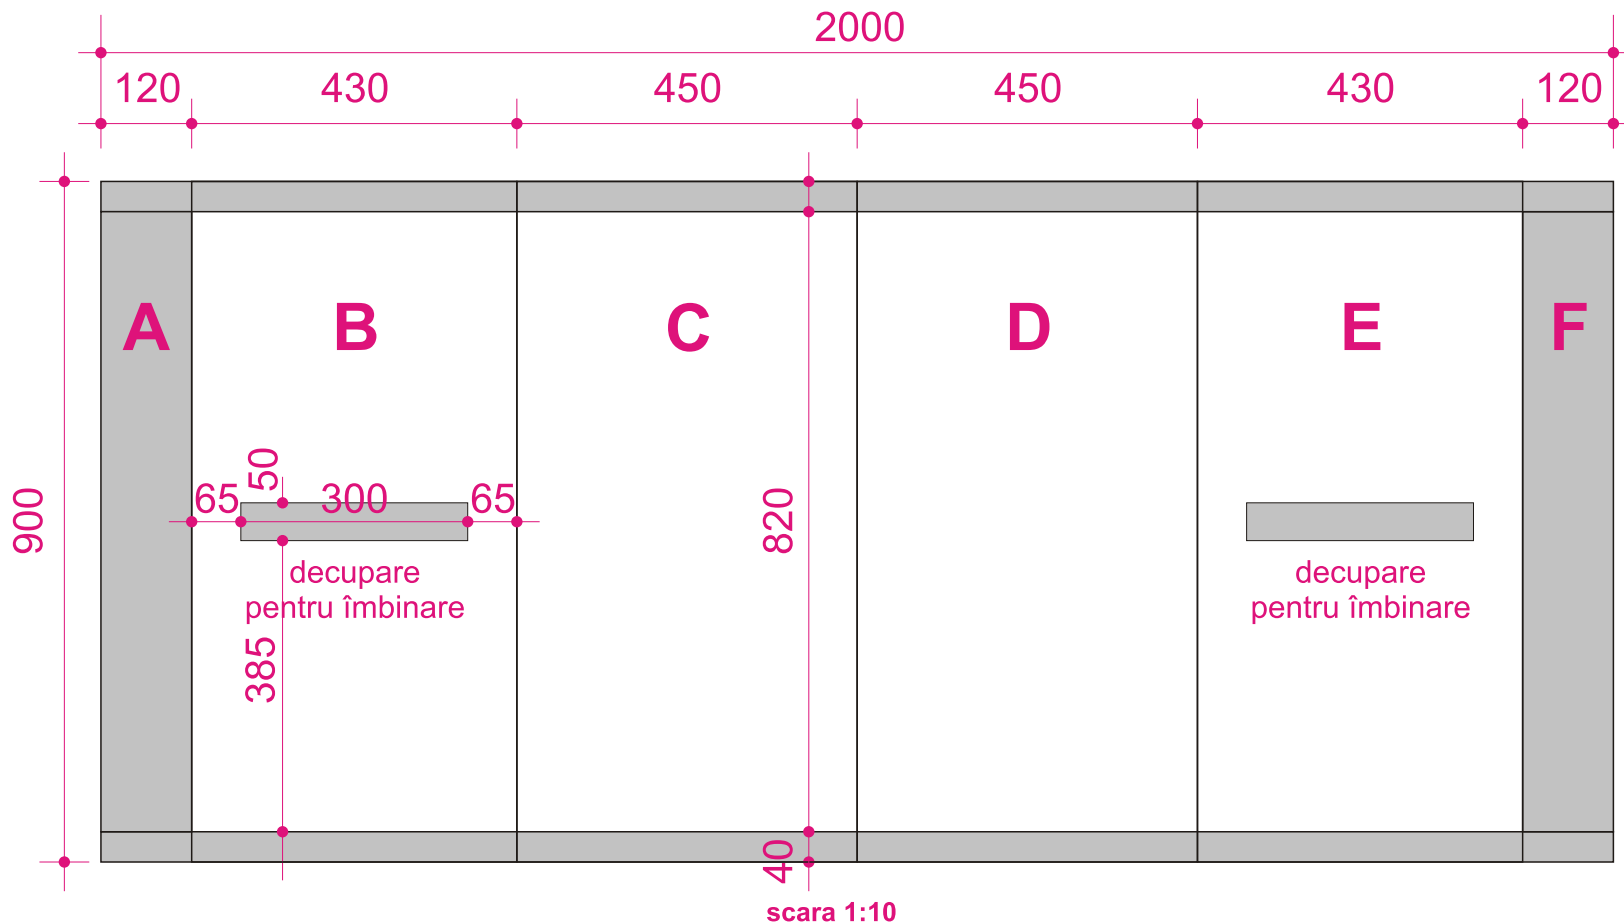 2000
120 430 450 450 430 120
A B C D E F
50
65 300 65
900
820
decupare
pentru îmbinare
decupare
pentru îmbinare
385
40
scara 1:10